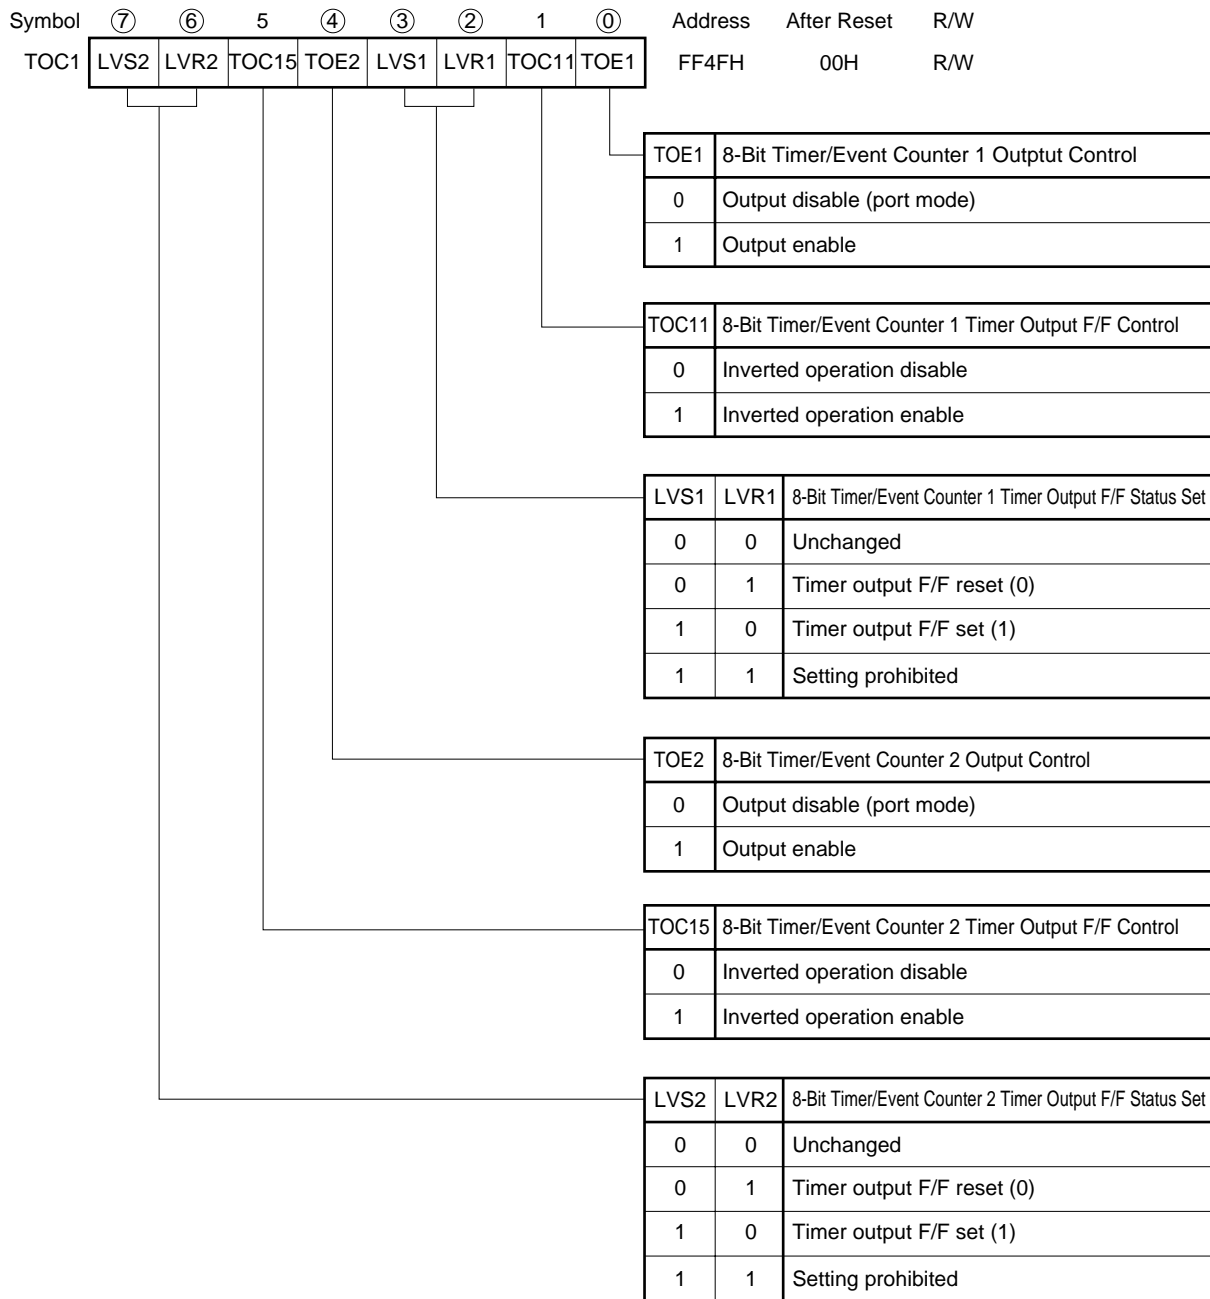 Symbol ⑦ ⑥ 5 ④ ③ ② 1 ⓪ Address After Reset R/W
TOC1 LVS2 LVR2 TOC15 TOE2 LVS1 LVR1 TOC11 TOE1 FF4FH 00H R/W
TOE1 8-Bit Timer/Event Counter 1 Outptut Control
0 Output disable (port mode)
1 Output enable
TOC11 8-Bit Timer/Event Counter 1 Timer Output F/F Control
0 Inverted operation disable
1 Inverted operation enable
LVS1 LVR1 8-Bit Timer/Event Counter 1 Timer Output F/F Status Set
0 0 Unchanged
0 1 Timer output F/F reset (0)
1 0 Timer output F/F set (1)
1 1 Setting prohibited
TOE2 8-Bit Timer/Event Counter 2 Output Control
0 Output disable (port mode)
1 Output enable
TOC15 8-Bit Timer/Event Counter 2 Timer Output F/F Control
0 Inverted operation disable
1 Inverted operation enable
LVS2 LVR2 8-Bit Timer/Event Counter 2 Timer Output F/F Status Set
0 0 Unchanged
0 1 Timer output F/F reset (0)
1 0 Timer output F/F set (1)
1 1 Setting prohibited